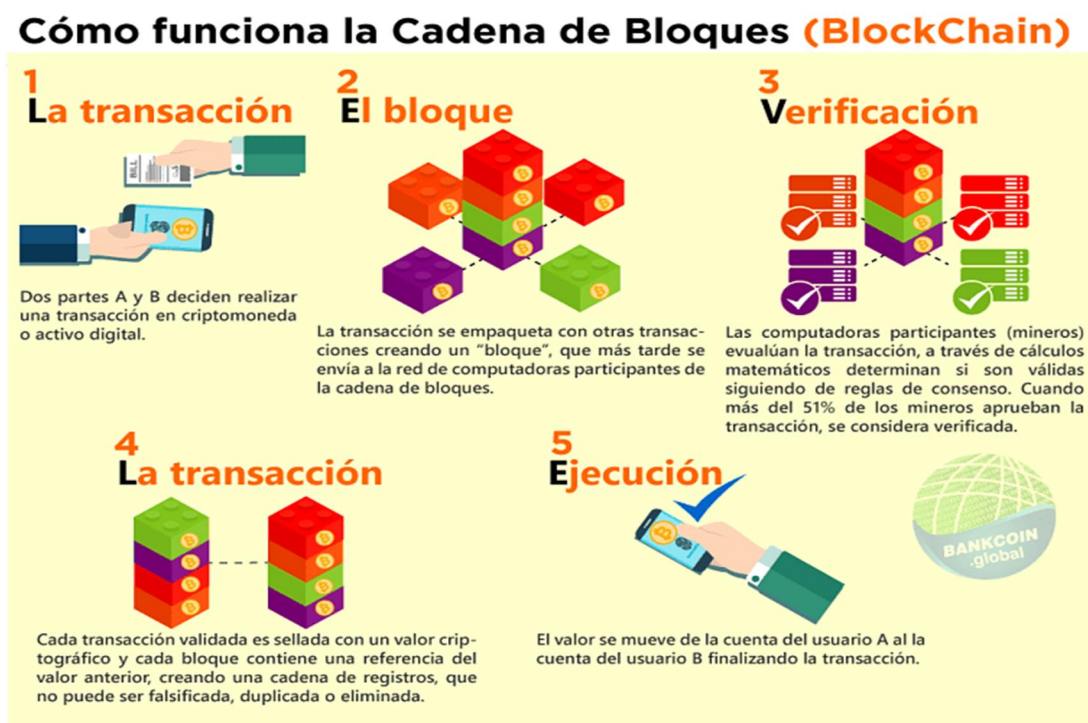 Cómo funciona la Cadena de Bloques (BlockChain)
1
La transacción
BILL
Dos partes A y B deciden realizar
una transacción en criptomoneda
o activo digital.
2
El bloque
La transacción se empaqueta con otras transac-
ciones creando un “bloque”, que más tarde se
envía a la red de computadoras participantes de
la cadena de bloques.
3
Verificación
Las computadoras participantes (mineros)
evualúan la transacción, a través de cálculos
matemáticos determinan si son válidas
siguiendo de reglas de consenso. Cuando
más del 51% de los mineros aprueban la
transacción, se considera verificada.
4
La transacción
Cada transacción validada es sellada con un valor crip-
tográfico y cada bloque contiene una referencia del
valor anterior, creando una cadena de registros, que
no puede ser falsificada, duplicada o eliminada.
5
Ejecución
El valor se mueve de la cuenta del usuario A al la
cuenta del usuario B finalizando la transacción.
BANKCOIN
.global